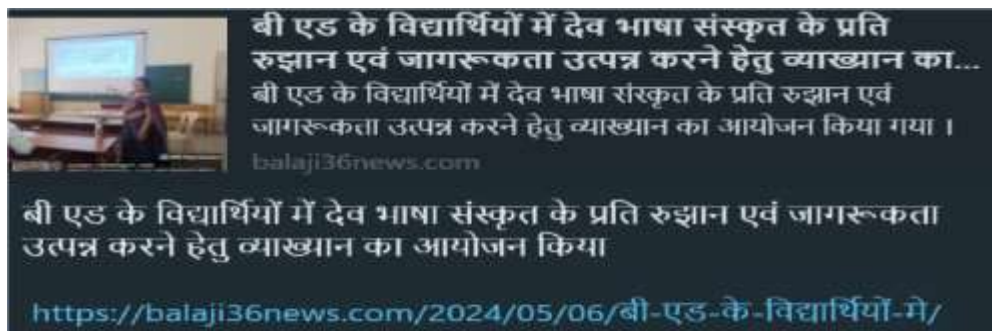 बी एड के विद्यार्थियों में देव भाषा संस्कृत के प्रति
रुझान एवं जागरूकता उत्पन्न करने हेतु व्याख्यान का...
बी एड के विद्यार्थियों में देव भाषा संस्कृत के प्रति रुझान एवं
जागरूकता उत्पन्न करने हेतु व्याख्यान का आयोजन किया गया ।
balaji36news.com
बी एड के विद्यार्थियों में देव भाषा संस्कृत के प्रति रुझान एवं जागरूकता
उत्पन्न करने हेतु व्याख्यान का आयोजन किया
https://balaji36news.com/2024/05/06/बी-एड-के-विद्यार्थियों-मे/